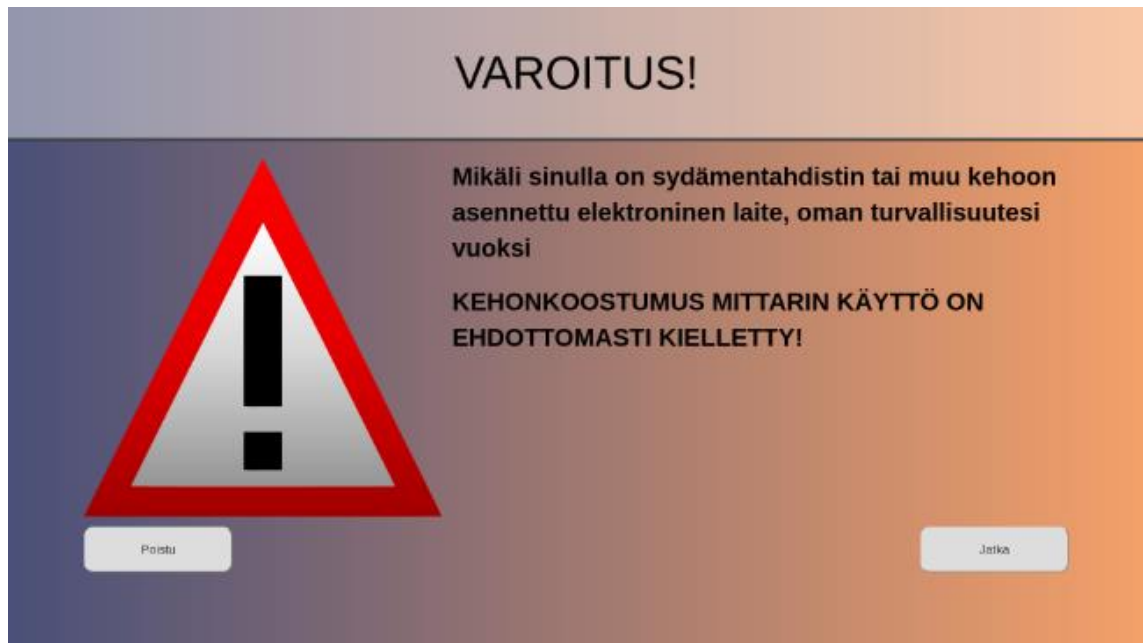 VAROITUS!
Mikäli sinulla on sydämentahdistin tai muu kehoon
asennettu elektroninen laite, oman turvallisuutesi
vuoksi
KEHONKOOSTUMUS MITTARIN KÄYTTÖ ON
EHDOTTOMASTI KIELLETTY!
Poistu
Jatka